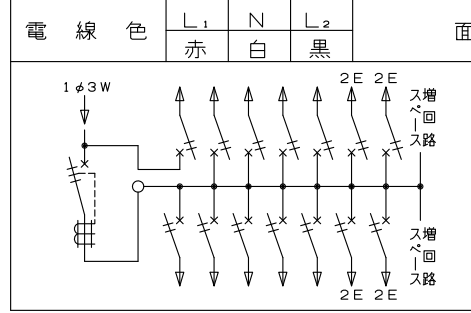 電線色 L₁ N L₂ 面
赤 白 黒
1φ3W
2E 2E
増回路
スペース
増回路
スペース
2E 2E